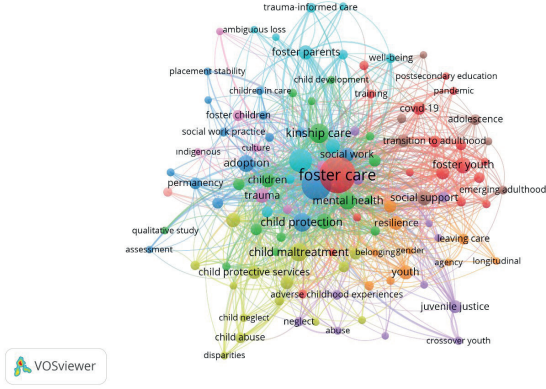 trauma-informed care
ambiguous loss
foster parents
well-being
placement stability
child development
postsecondary education
children in care
training
pandemic
covid-19
foster children
adolescence
social work practice
kinship care
transition to adulthood
culture
indigenous
social work
adoption
foster youth
foster care
children
permanency
emerging adulthood
trauma
mental health
social support
child protection
resilience
qualitative study
leaving care
assessment
child maltreatment
belonging
gender
agency
longitudinal
child protective services
youth
adverse childhood experiences
juvenile justice
child neglect
neglect
abuse
child abuse
crossover youth
disparities
VOSviewer